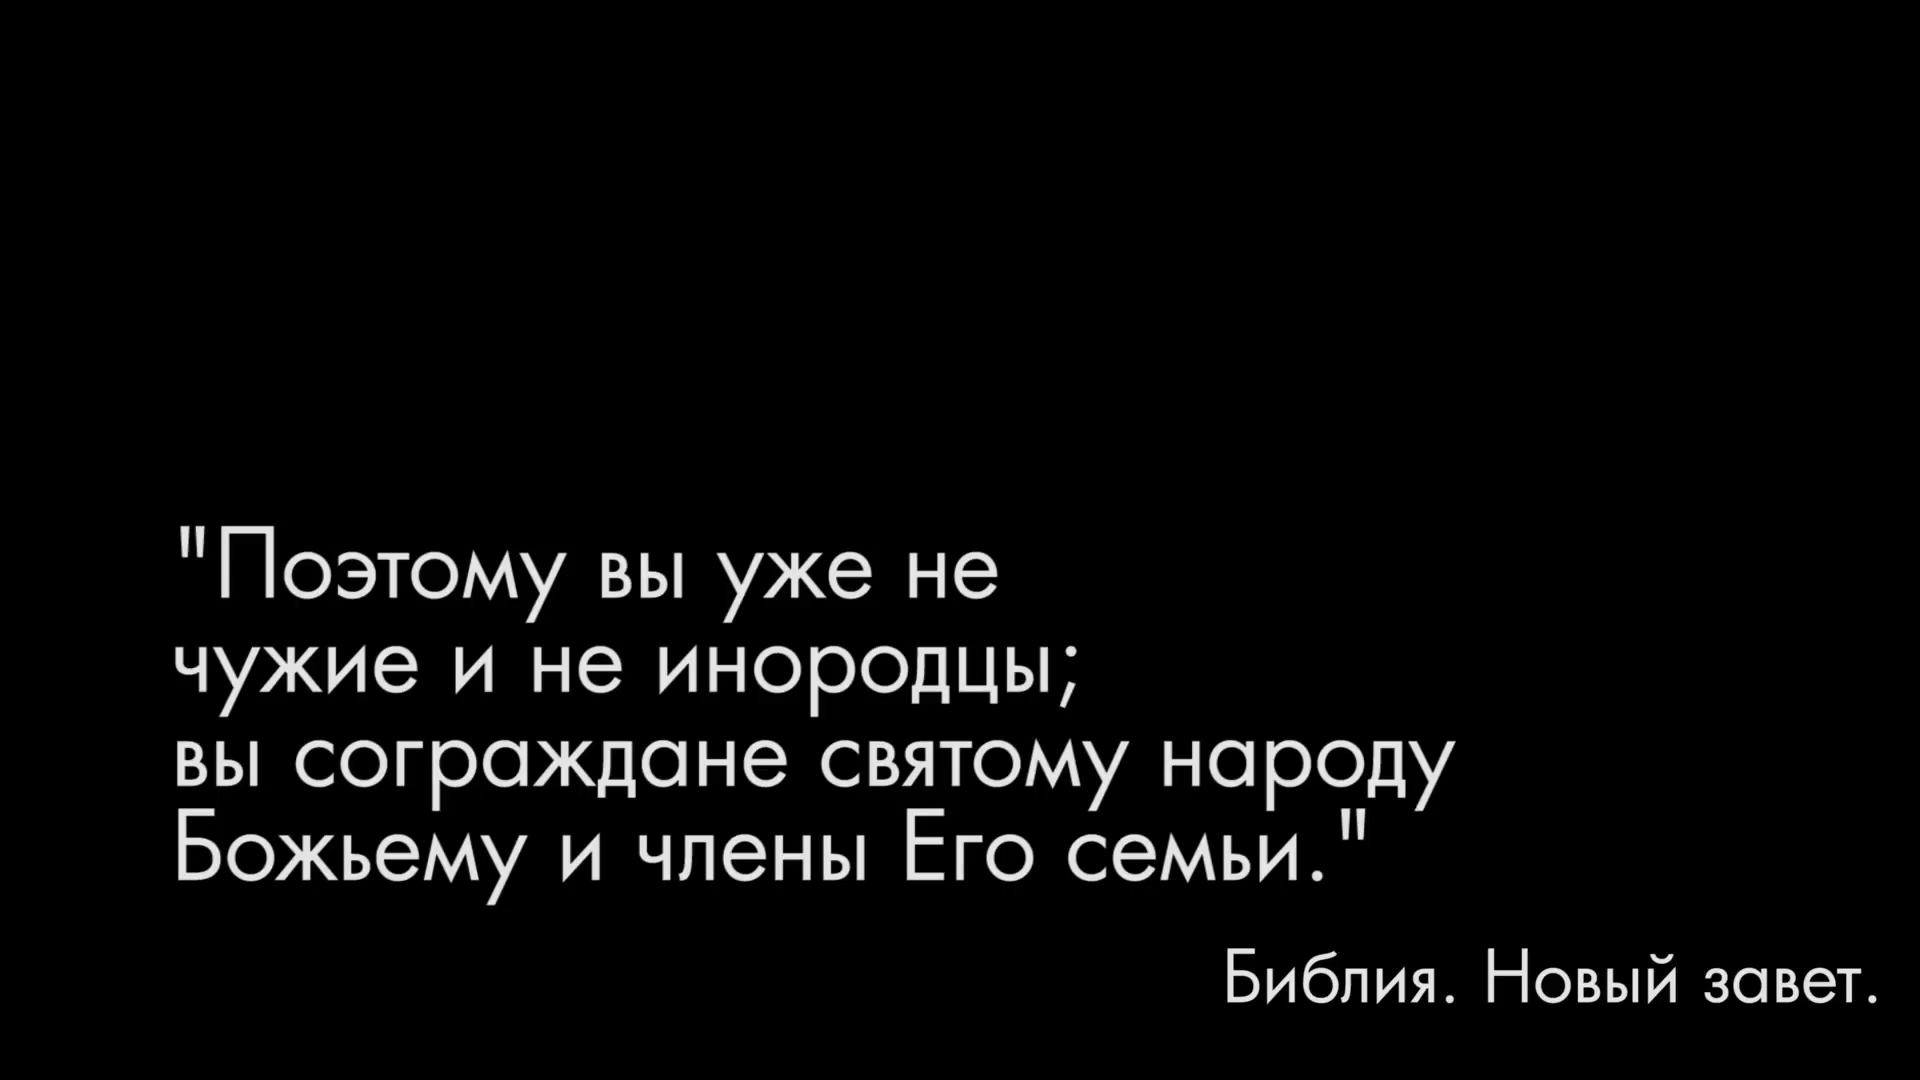 "Поэтому вы уже не
чужие и не инородцы;
вы сограждане святому народу
Божьему и члены Его семьи."
Библия. Новый завет.